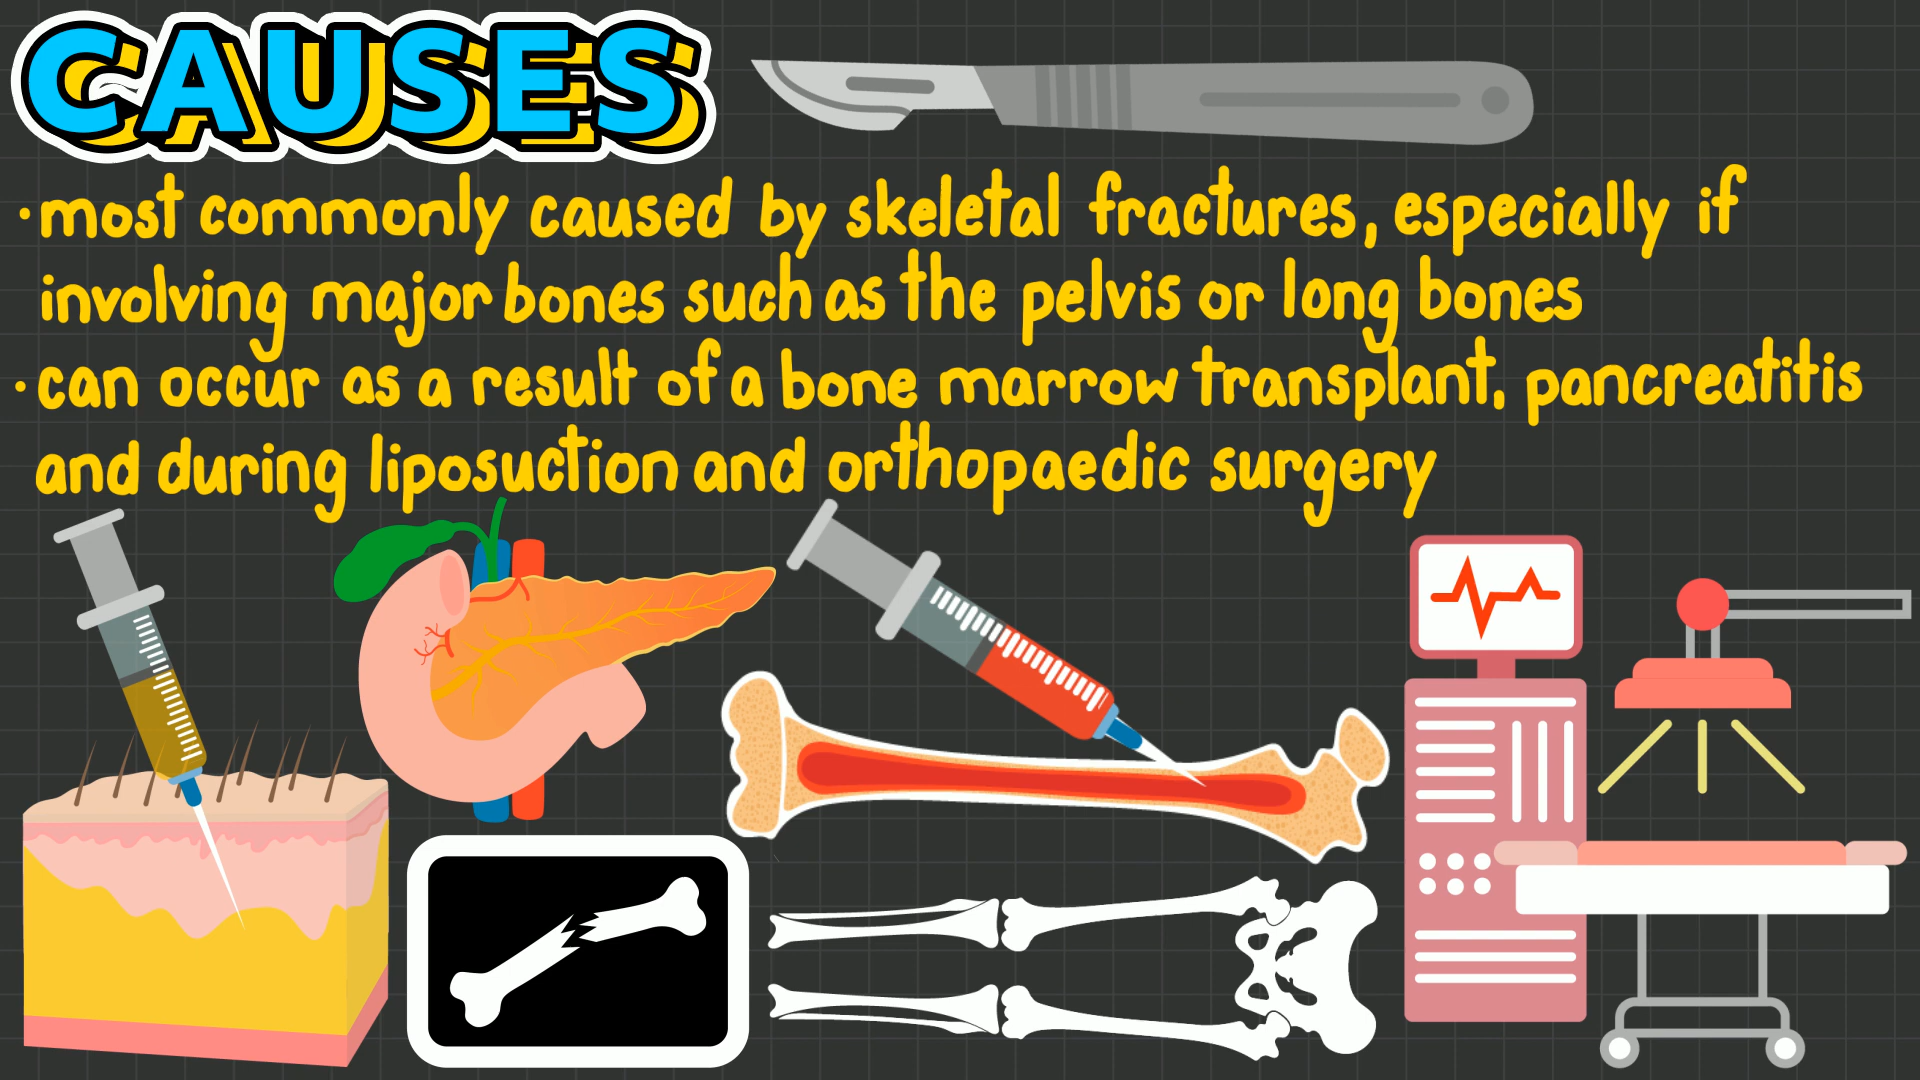 CAUSES
·most commonly caused by skeletal fractures, especially if
involving major bones such as the pelvis or long bones
·can occur as a result of a bone marrow transplant, pancreatitis
and during liposuction and orthopaedic surgery